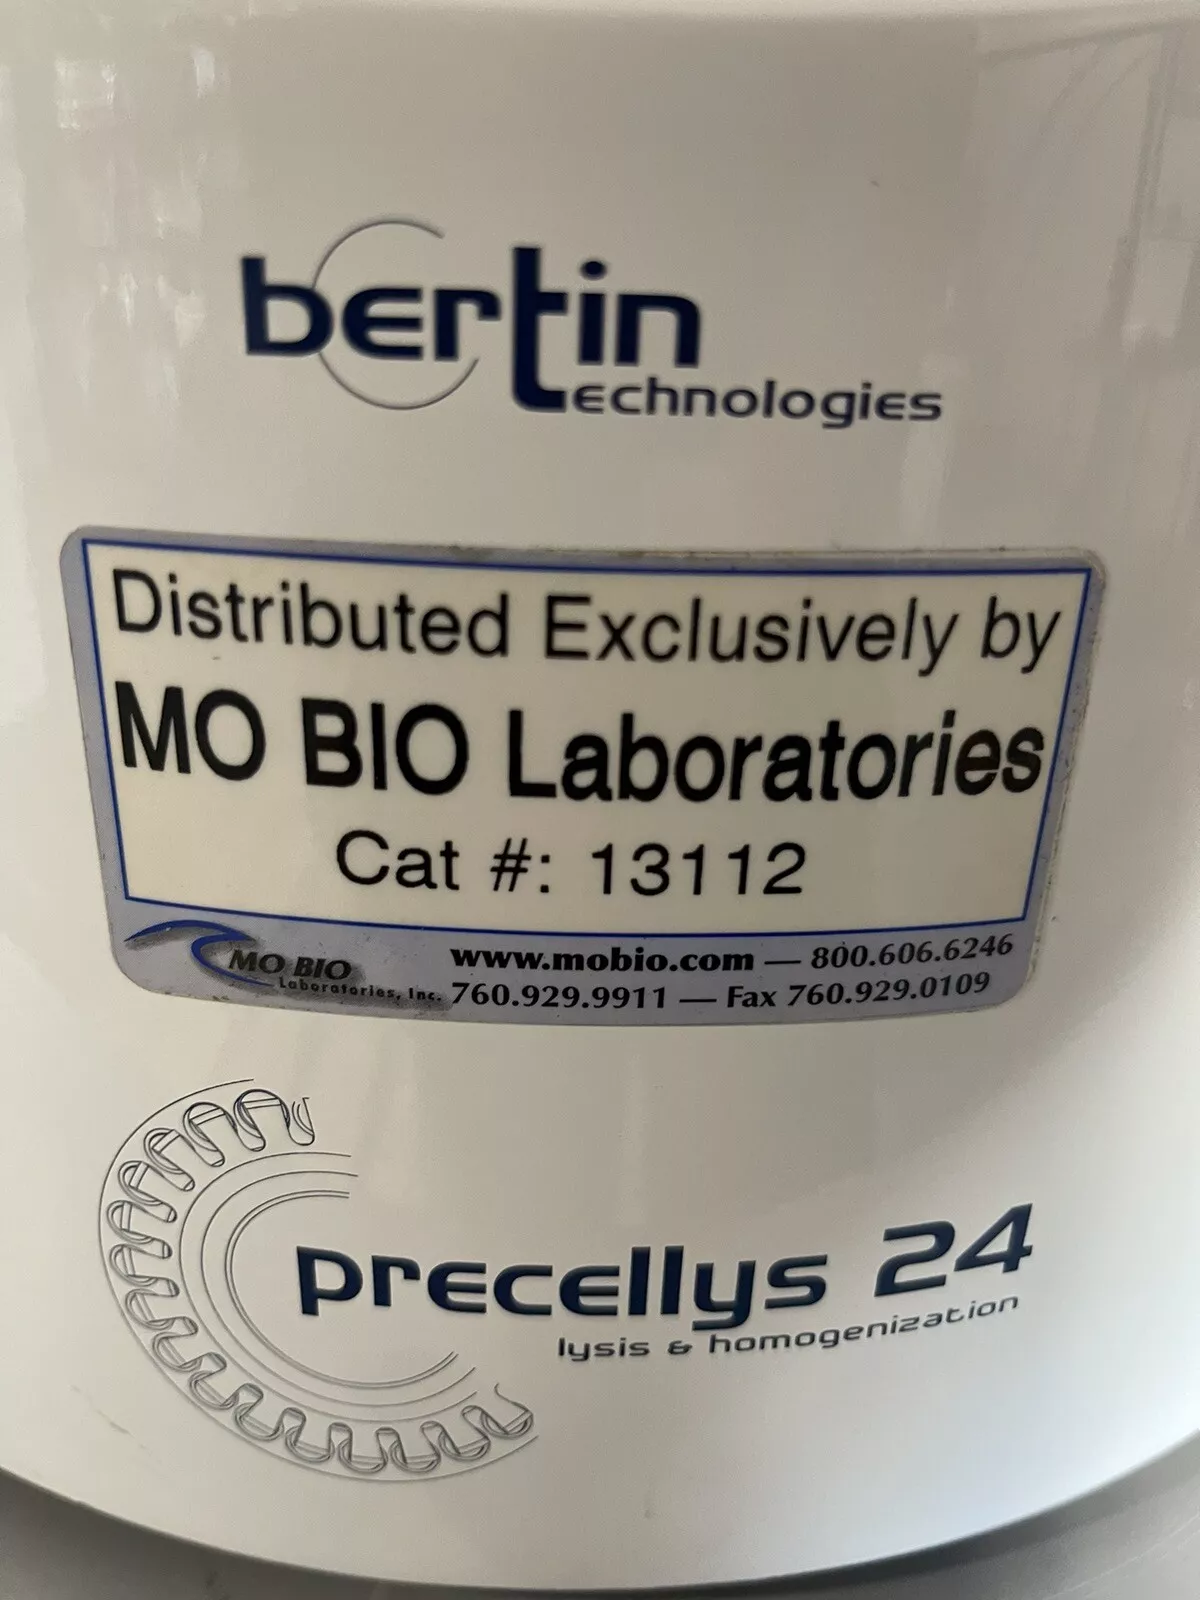 bertin
technologies
Distributed Exclusively by
MO BIO Laboratories
Cat #: 13112
MO BIO
Laboratories, Inc.
www.mobio.com — 800.606.6246
760.929.9911 — Fax 760.929.0109
precellys 24
lysis & homogenization